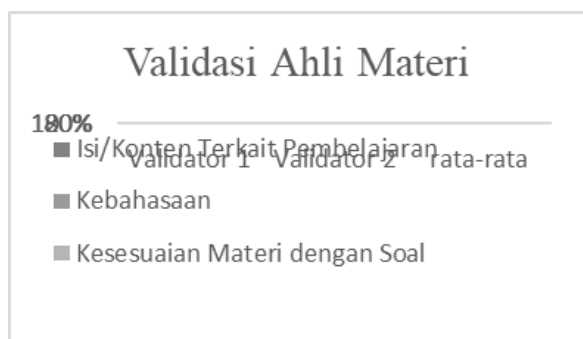 Validasi Ahli Materi
Isi/Konten Terkait Pembelajaran
Validator 1 Validator 2 rata-rata
Kebahasaan
Kesesuaian Materi dengan Soal